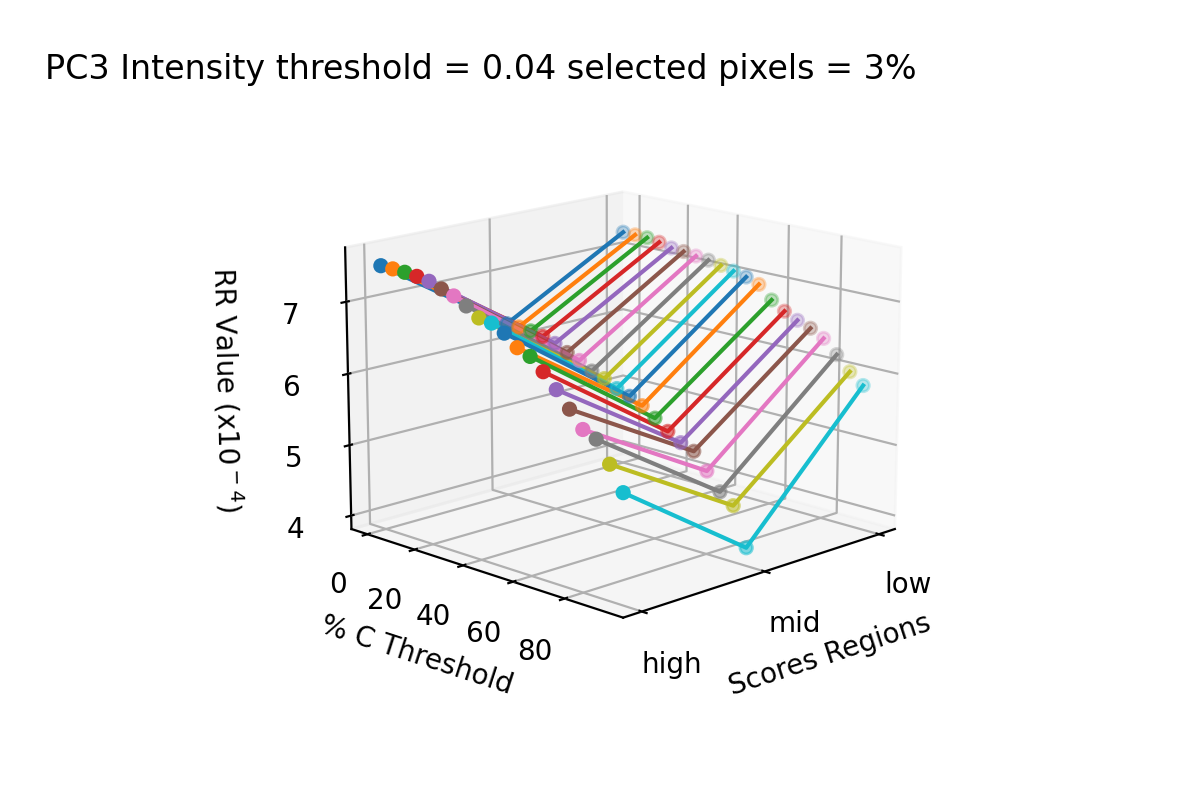 PC3 Intensity threshold = 0.04 selected pixels = 3%
RR Value (x10⁻⁴)
7
6
5
4
0
20
40
60
80
% C Threshold
high
mid
low
Scores Regions